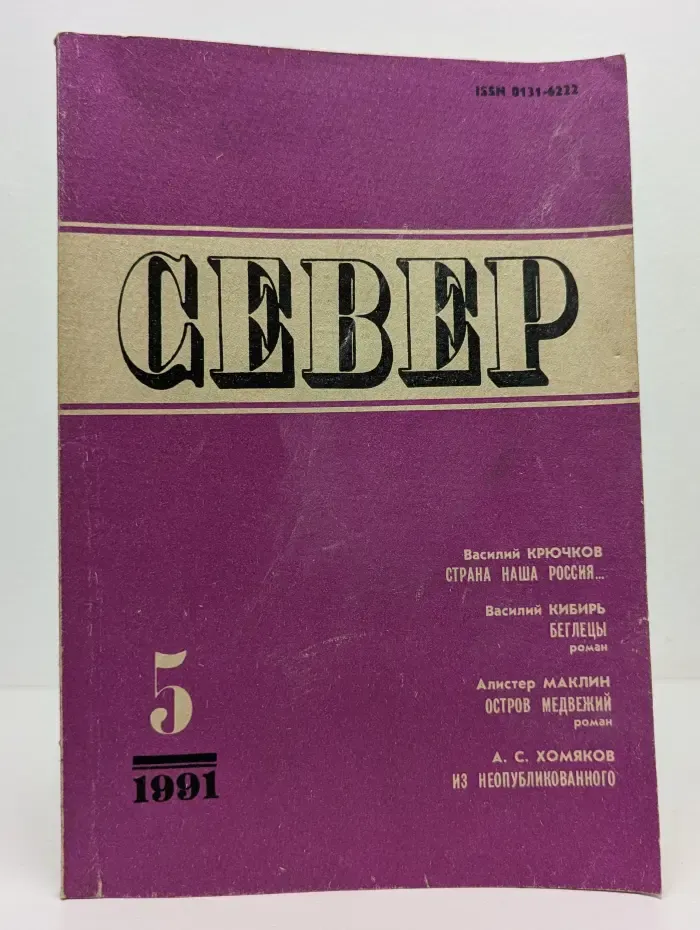 ISSN 0131-6222
СЕВЕР
Василий КРЮЧКОВ
СТРАНА НАША РОССИЯ...
Василий КИБИРЬ
БЕГЛЕЦЫ
роман
Алистер МАКЛИН
ОСТРОВ МЕДВЕЖИЙ
роман
А. С. ХОМЯКОВ
ИЗ НЕОПУБЛИКОВАННОГО
5
1991